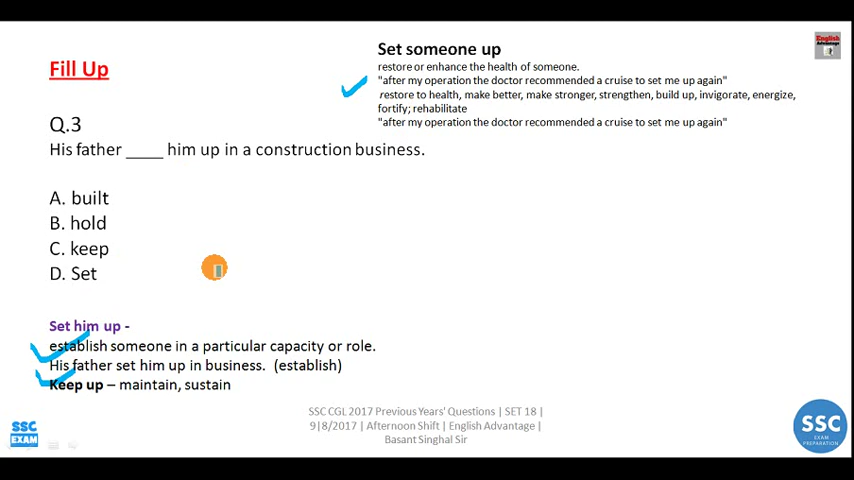 Fill Up
Set someone up
restore or enhance the health of someone.
"after my operation the doctor recommended a cruise to set me up again"
restore to health, make better, make stronger, strengthen, build up, invigorate, energize,
fortify; rehabilitate
"after my operation the doctor recommended a cruise to set me up again"
English
Advantage
Q.3
His father ____ him up in a construction business.
A. built
B. hold
C. keep
D. Set
Set him up -
establish someone in a particular capacity or role.
His father set him up in business. (establish)
Keep up – maintain, sustain
SSC CGL 2017 Previous Years' Questions | SET 18 |
9|8/2017 | Afternoon Shift | English Advantage |
Basant Singhal Sir
SSC
EXAM
SSC
EXAM
PREPARATION